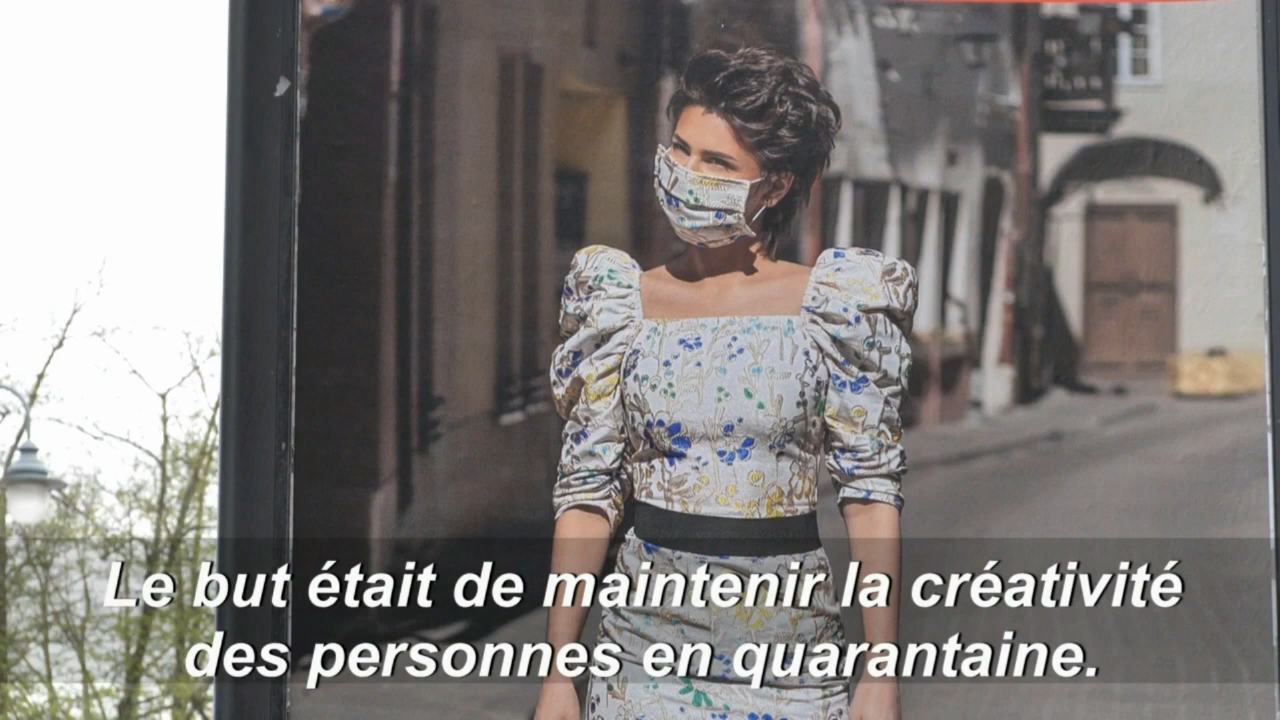 Le but était de maintenir la créativité
des personnes en quarantaine.